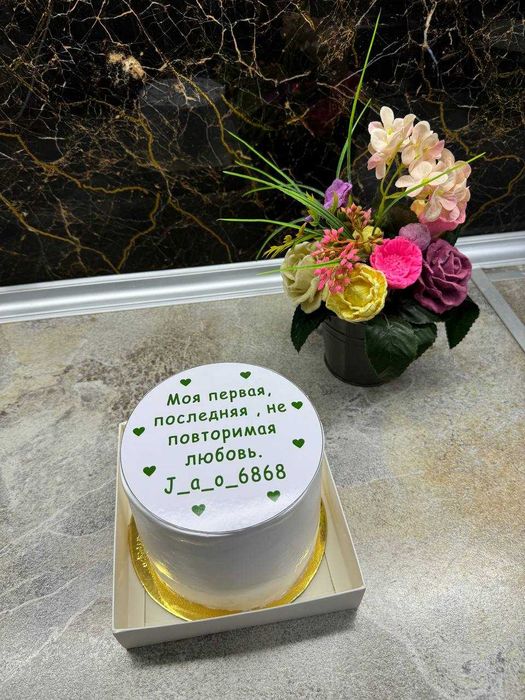 Моя первая,
последняя , не
повторимая
любовь.
J_a_o_6868